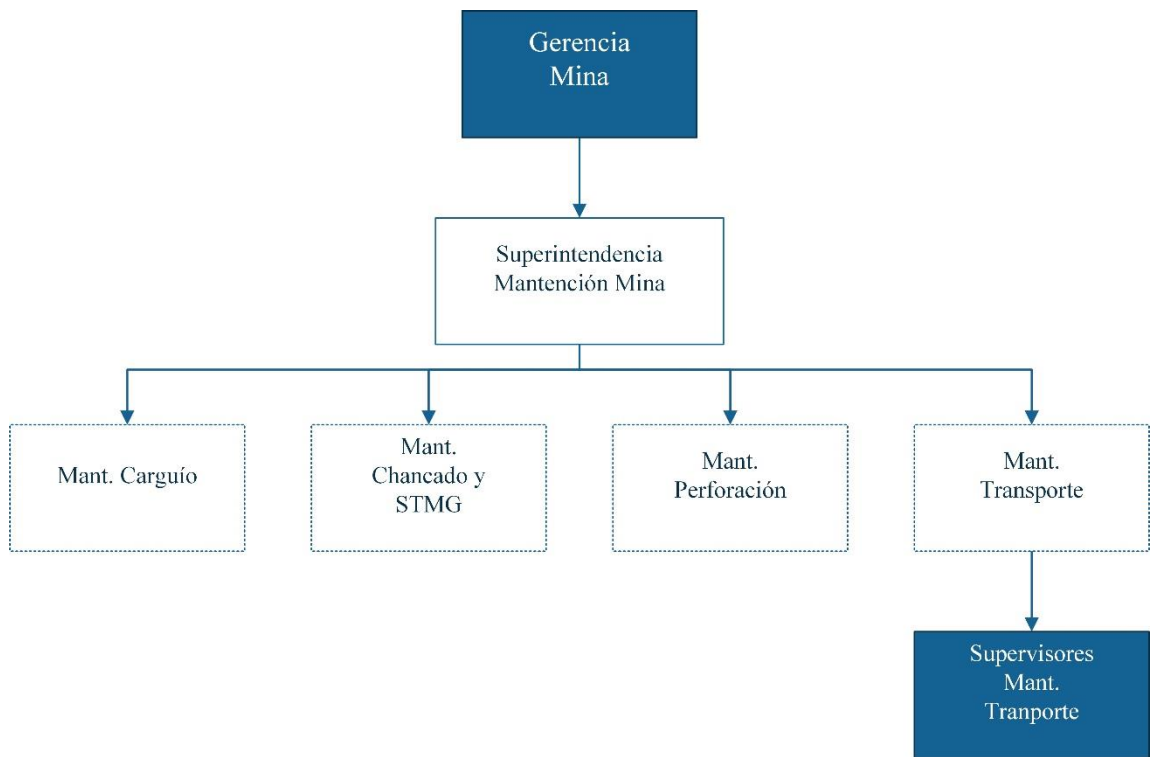 Gerencia
Mina
Superintendencia
Mantención Mina
Mant. Carguío
Mant.
Chancado y
STMG
Mant.
Perforación
Mant.
Transporte
Supervisores
Mant.
Tranporte